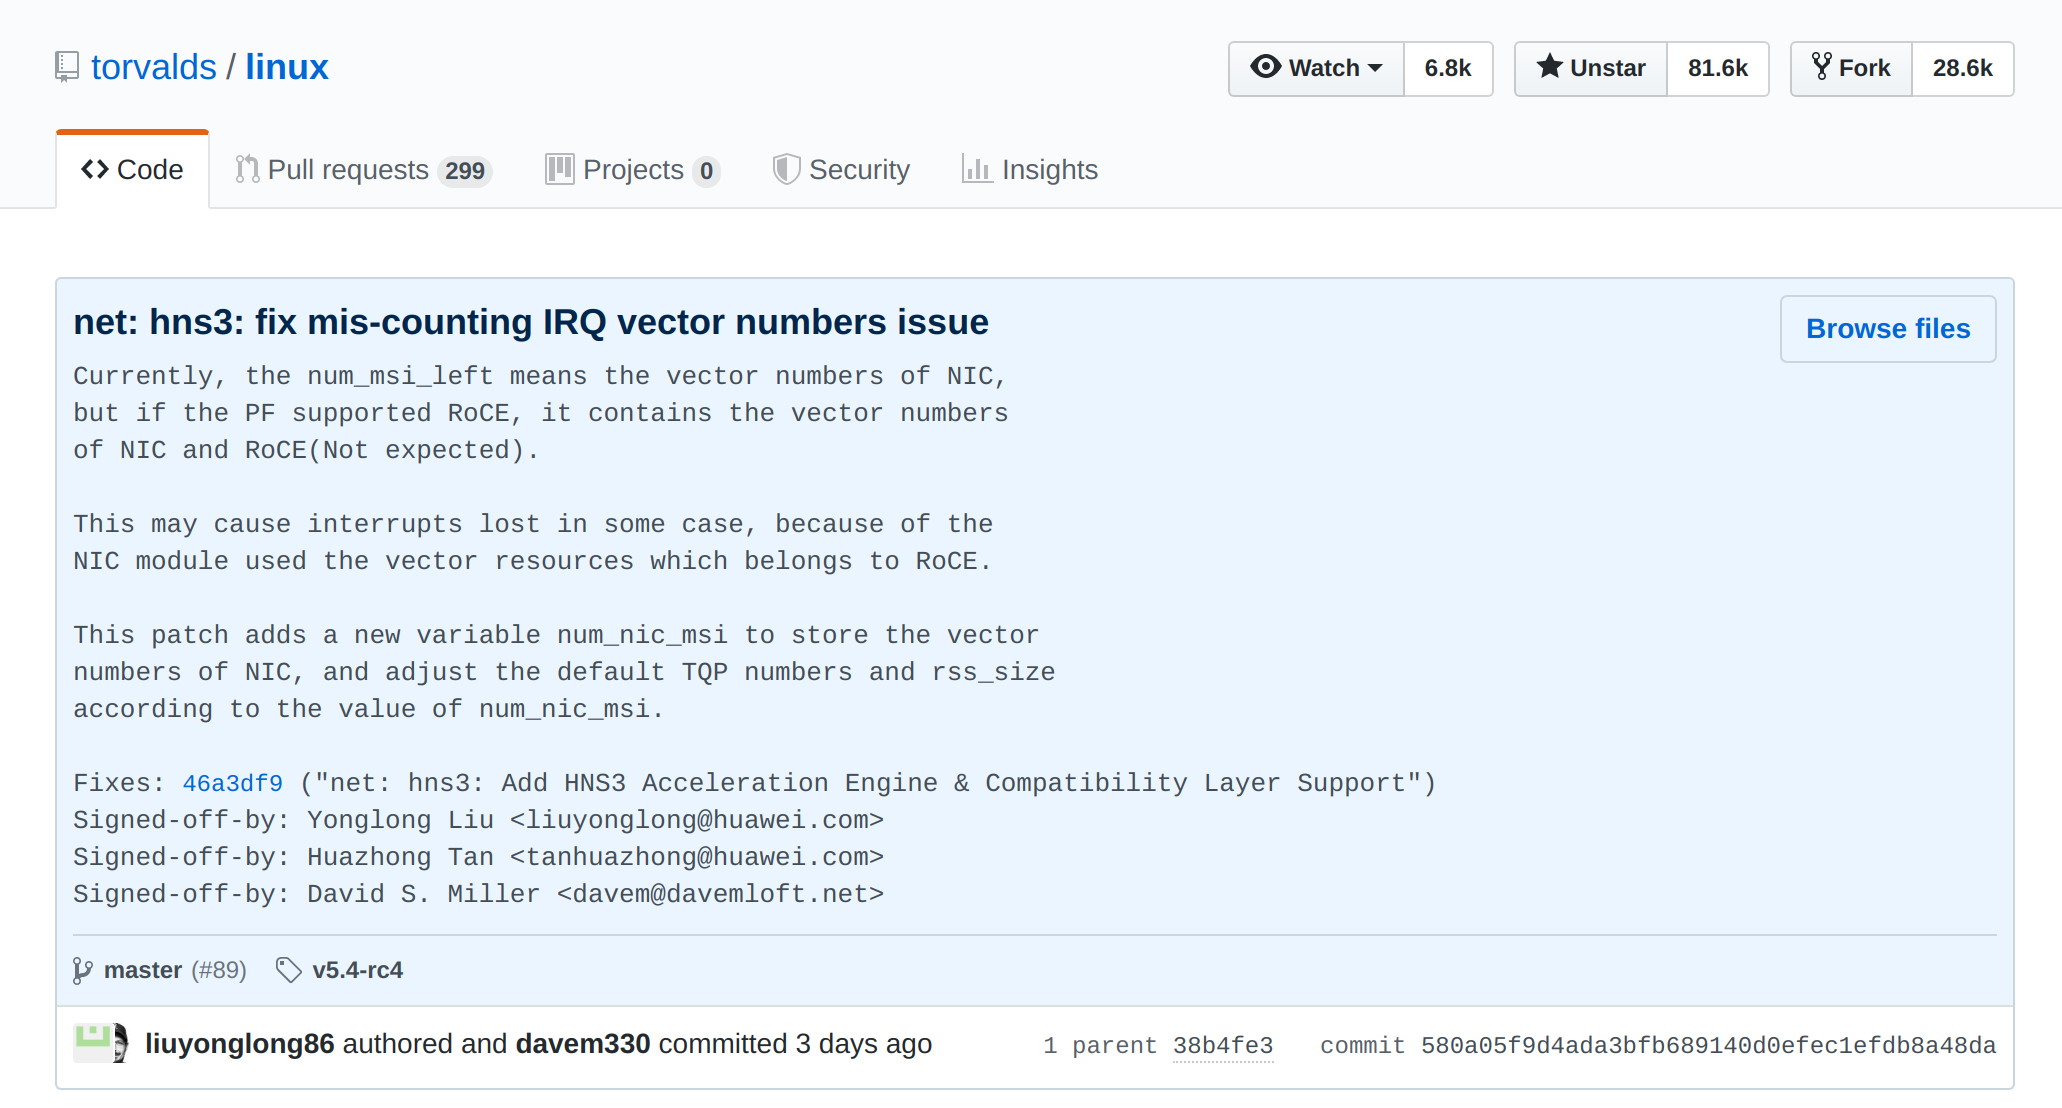 torvalds / linux
Watch 6.8k Unstar 81.6k Fork 28.6k
Code Pull requests 299 Projects 0 Security Insights
net: hns3: fix mis-counting IRQ vector numbers issue
Browse files
Currently, the num_msi_left means the vector numbers of NIC,
but if the PF supported RoCE, it contains the vector numbers
of NIC and RoCE(Not expected).
This may cause interrupts lost in some case, because of the
NIC module used the vector resources which belongs to RoCE.
This patch adds a new variable num_nic_msi to store the vector
numbers of NIC, and adjust the default TQP numbers and rss_size
according to the value of num_nic_msi.
Fixes: 46a3df9 ("net: hns3: Add HNS3 Acceleration Engine & Compatibility Layer Support")
Signed-off-by: Yonglong Liu <liuyonglong@huawei.com>
Signed-off-by: Huazhong Tan <tanhuazhong@huawei.com>
Signed-off-by: David S. Miller <davem@davemloft.net>
master (#89) v5.4-rc4
liuyonglong86 authored and davem330 committed 3 days ago 1 parent 38b4fe3 commit 580a05f9d4ada3bfb689140d0efec1efdb8a48da